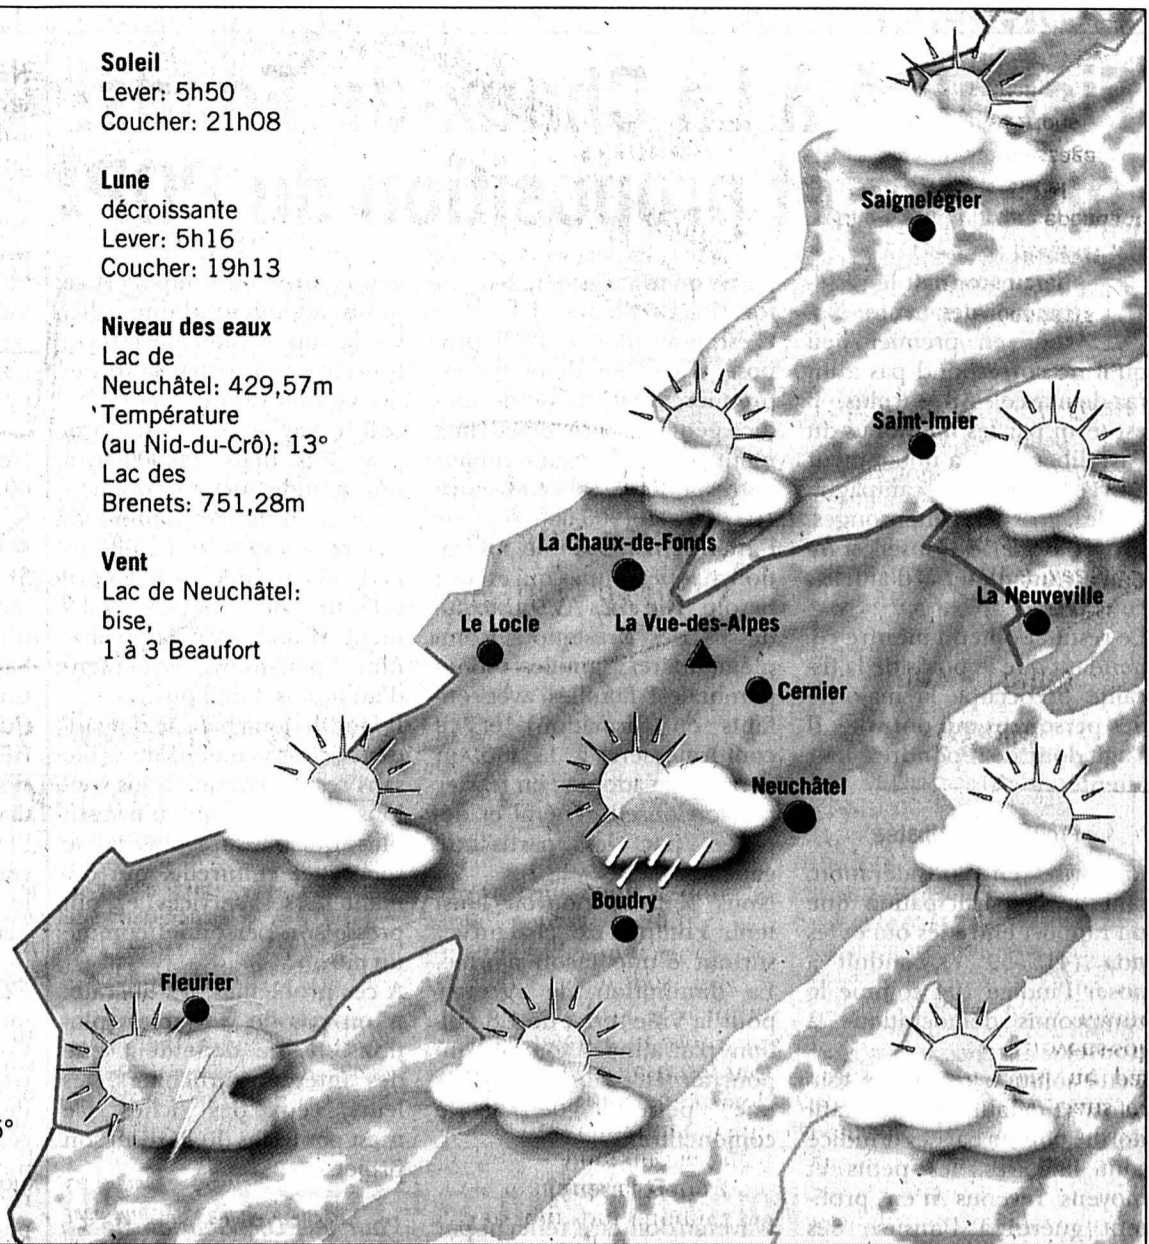 Soleil
Lever: 5h50
Coucher: 21h08
Lune
décroissante
Lever: 5h16
Coucher: 19h13
Niveau des eaux
Lac de
Neuchâtel: 429,57m
Température
(au Nid-du-Crô): 13°
Lac des
Brenets: 751,28m
Vent
Lac de Neuchâtel:
bise,
1 à 3 Beaufort
Saignelégier
Saint-Imier
La Chaux-de-Fonds
La Neuveville
Le Locle
La Vue-des-Alpes
Cernier
Neuchâtel
Boudry
Fleurier